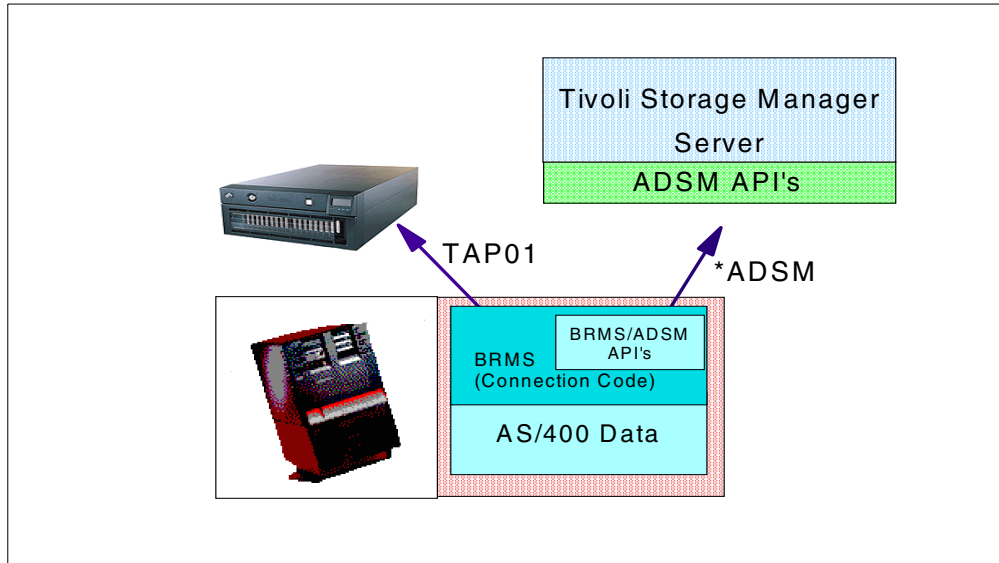 Tivoli Storage Manager
Server
ADSM API's
TAP01
*ADSM
BRMS/ADSM
API's
BRMS
(Connection Code)
AS/400 Data